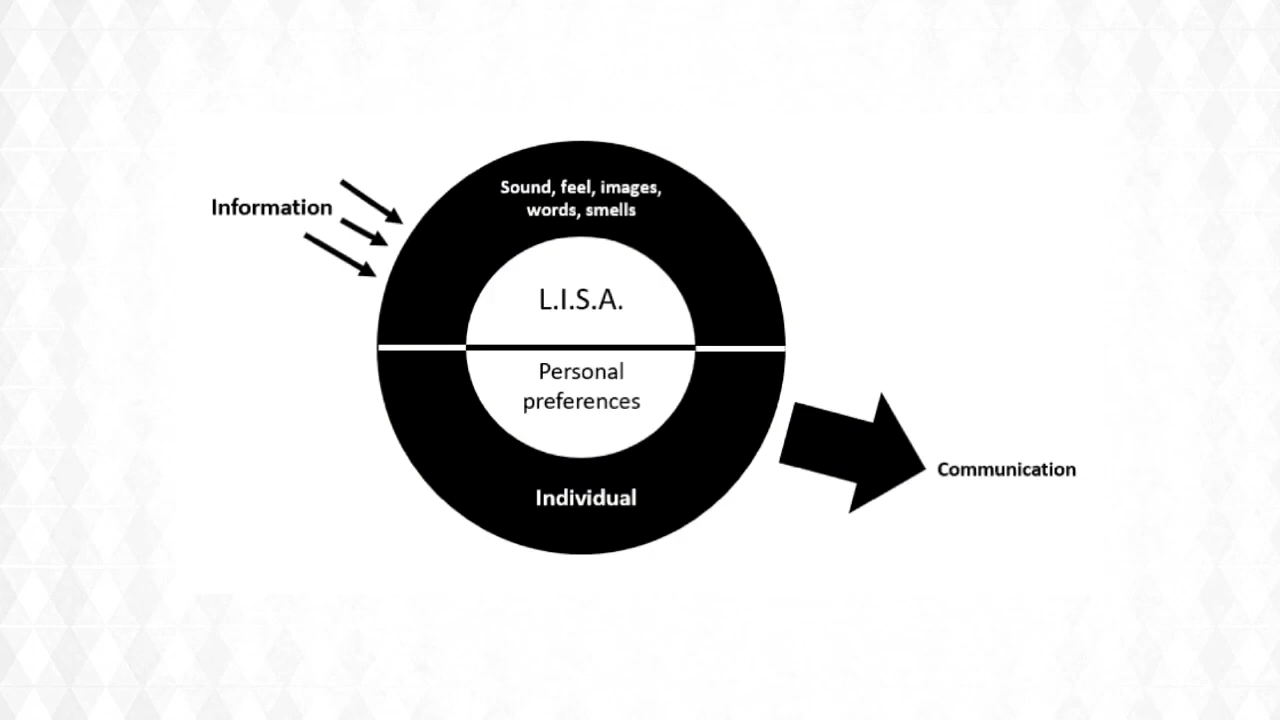 Sound, feel, images,
words, smells
Information
L.I.S.A.
Personal
preferences
Communication
Individual